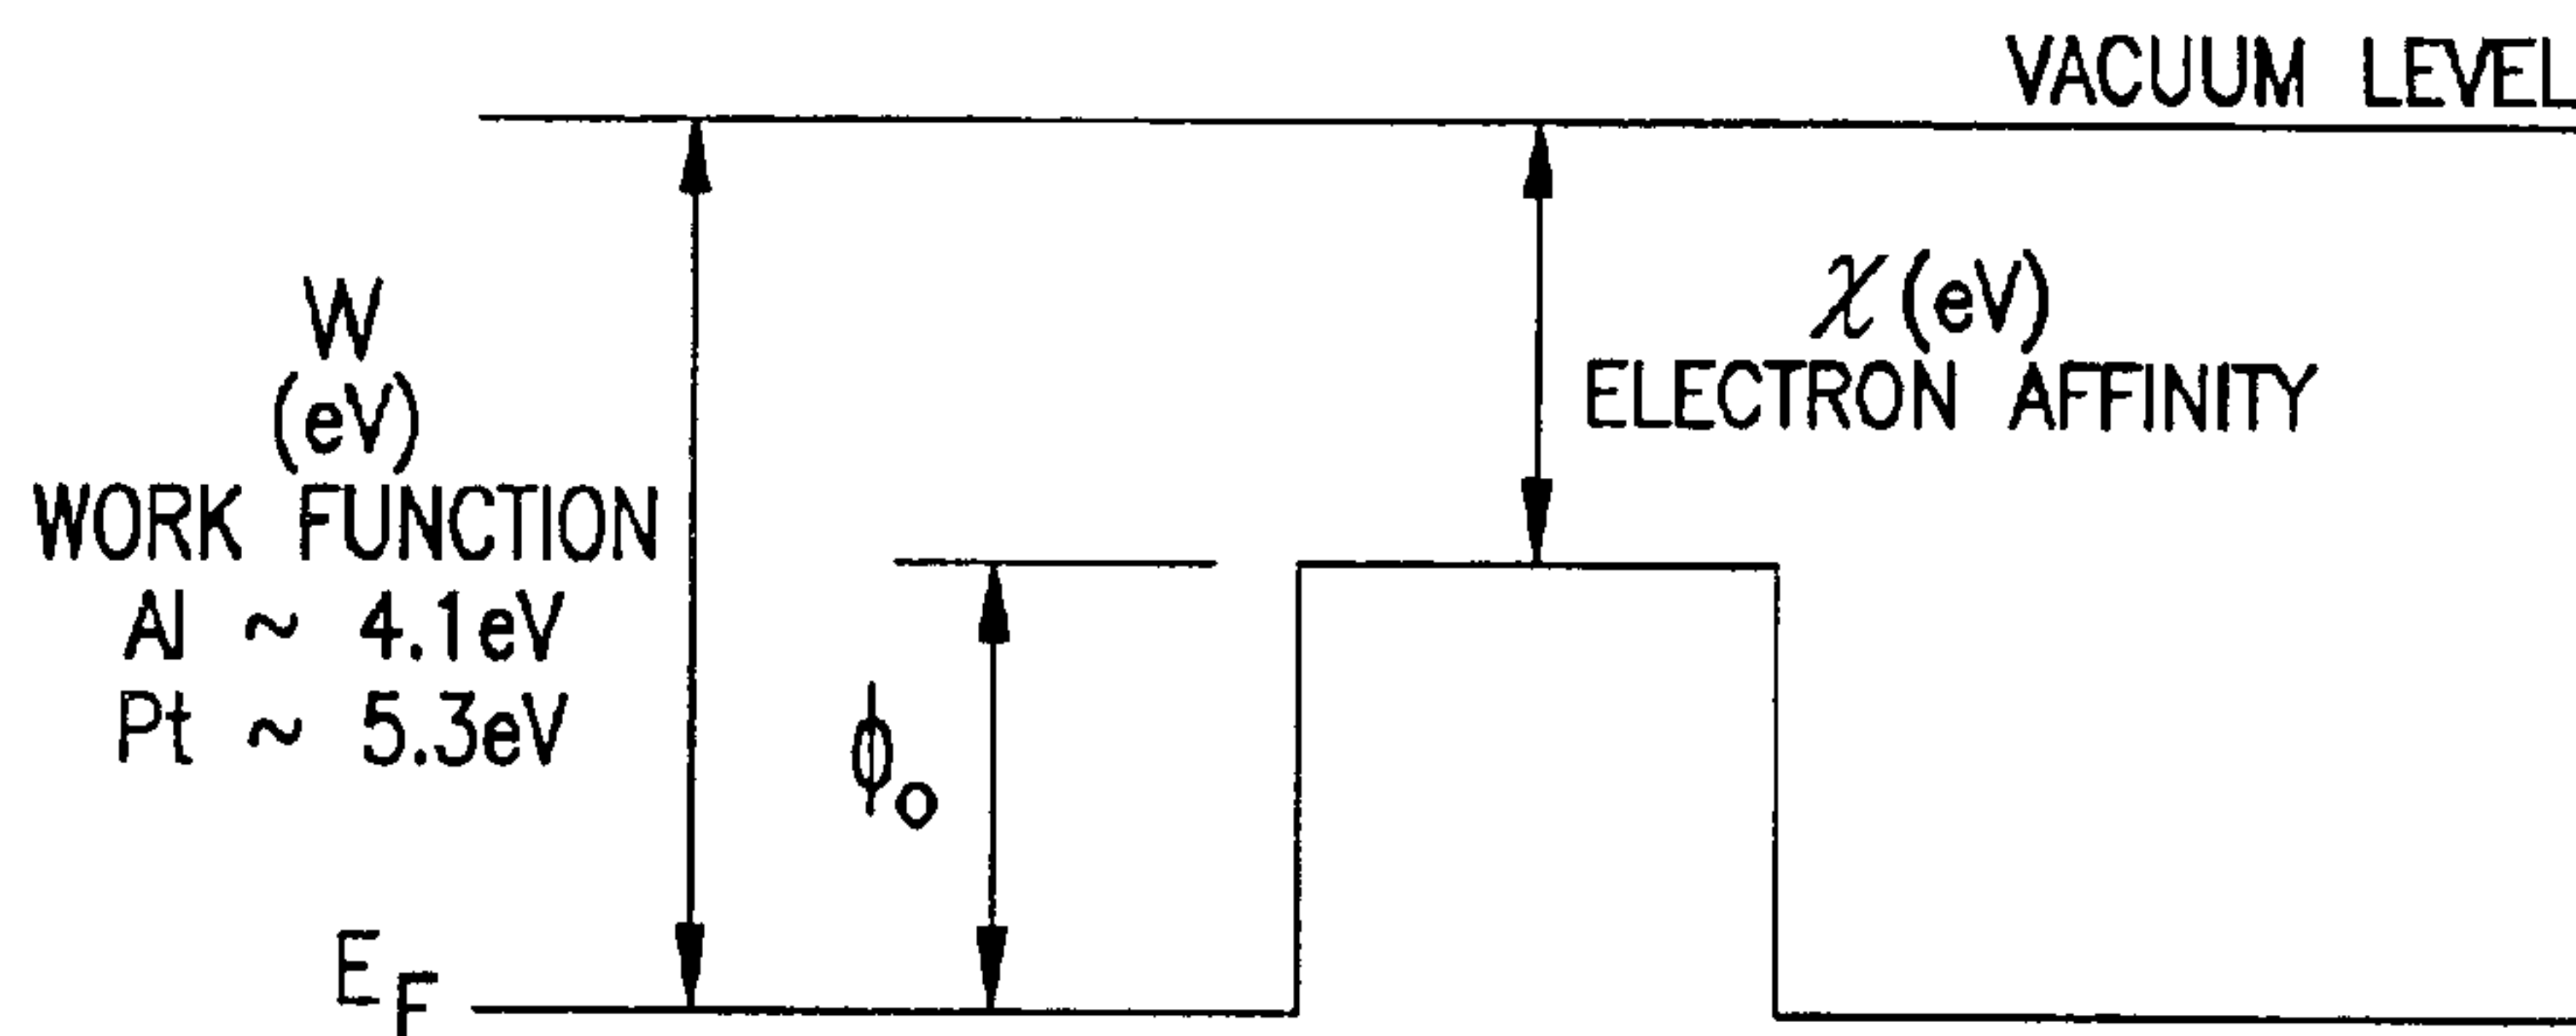 VACUUM LEVEL
W
(eV)
WORK FUNCTION
Al ~ 4.1eV
Pt ~ 5.3eV
χ(eV)
ELECTRON AFFINITY
ϕo
EF